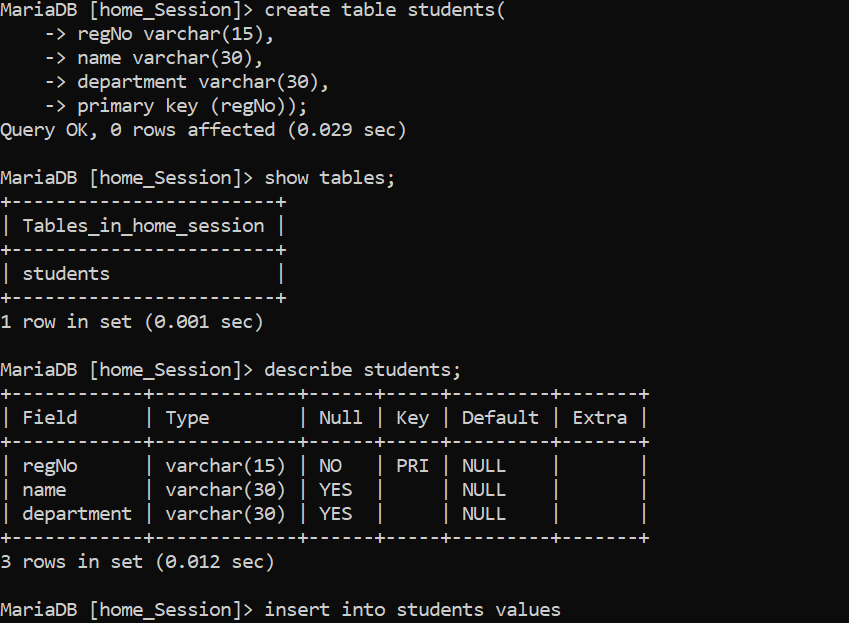 MariaDB [home_Session]> create table students(
    -> regNo varchar(15),
    -> name varchar(30),
    -> department varchar(30),
    -> primary key (regNo));
Query OK, 0 rows affected (0.029 sec)

MariaDB [home_Session]> show tables;
+------------------------+
| Tables_in_home_session |
+------------------------+
| students               |
+------------------------+
1 row in set (0.001 sec)

MariaDB [home_Session]> describe students;
+------------+-------------+------+-----+---------+-------+
| Field      | Type        | Null | Key | Default | Extra |
+------------+-------------+------+-----+---------+-------+
| regNo      | varchar(15) | NO   | PRI | NULL    |       |
| name       | varchar(30) | YES  |     | NULL    |       |
| department | varchar(30) | YES  |     | NULL    |       |
+------------+-------------+------+-----+---------+-------+
3 rows in set (0.012 sec)

MariaDB [home_Session]> insert into students values